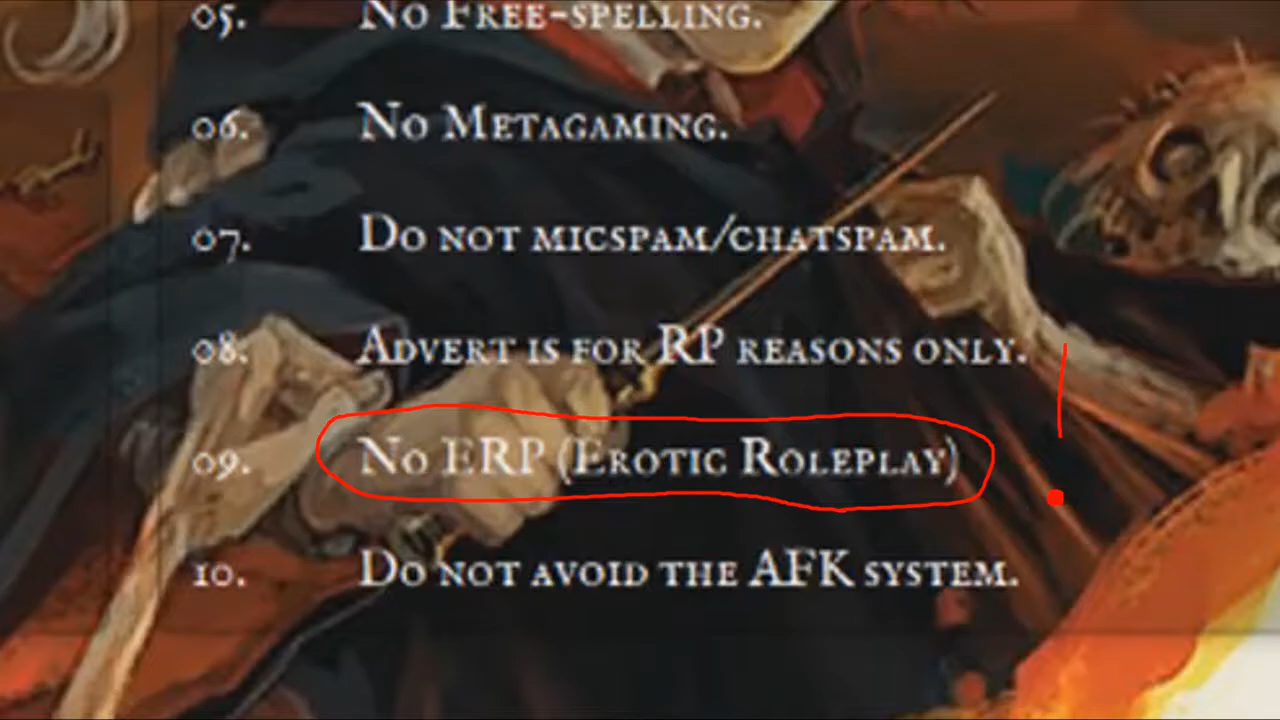 05. No Free-spelling.
06. No Metagaming.
07. Do not micspam/chatspam.
08. Advert is for RP reasons only.
09. No ERP (Erotic Roleplay)
10. Do not avoid the AFK system.